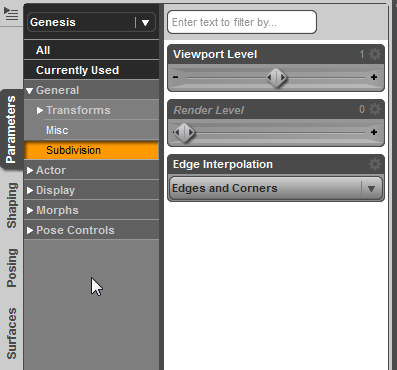 Parameters
Shaping
Posing
Surfaces
Genesis
All
Currently Used
General
Transforms
Misc
Subdivision
Actor
Display
Morphs
Pose Controls
Enter text to filter by...
Viewport Level 1
- +
Render Level 0
- +
Edge Interpolation
Edges and Corners